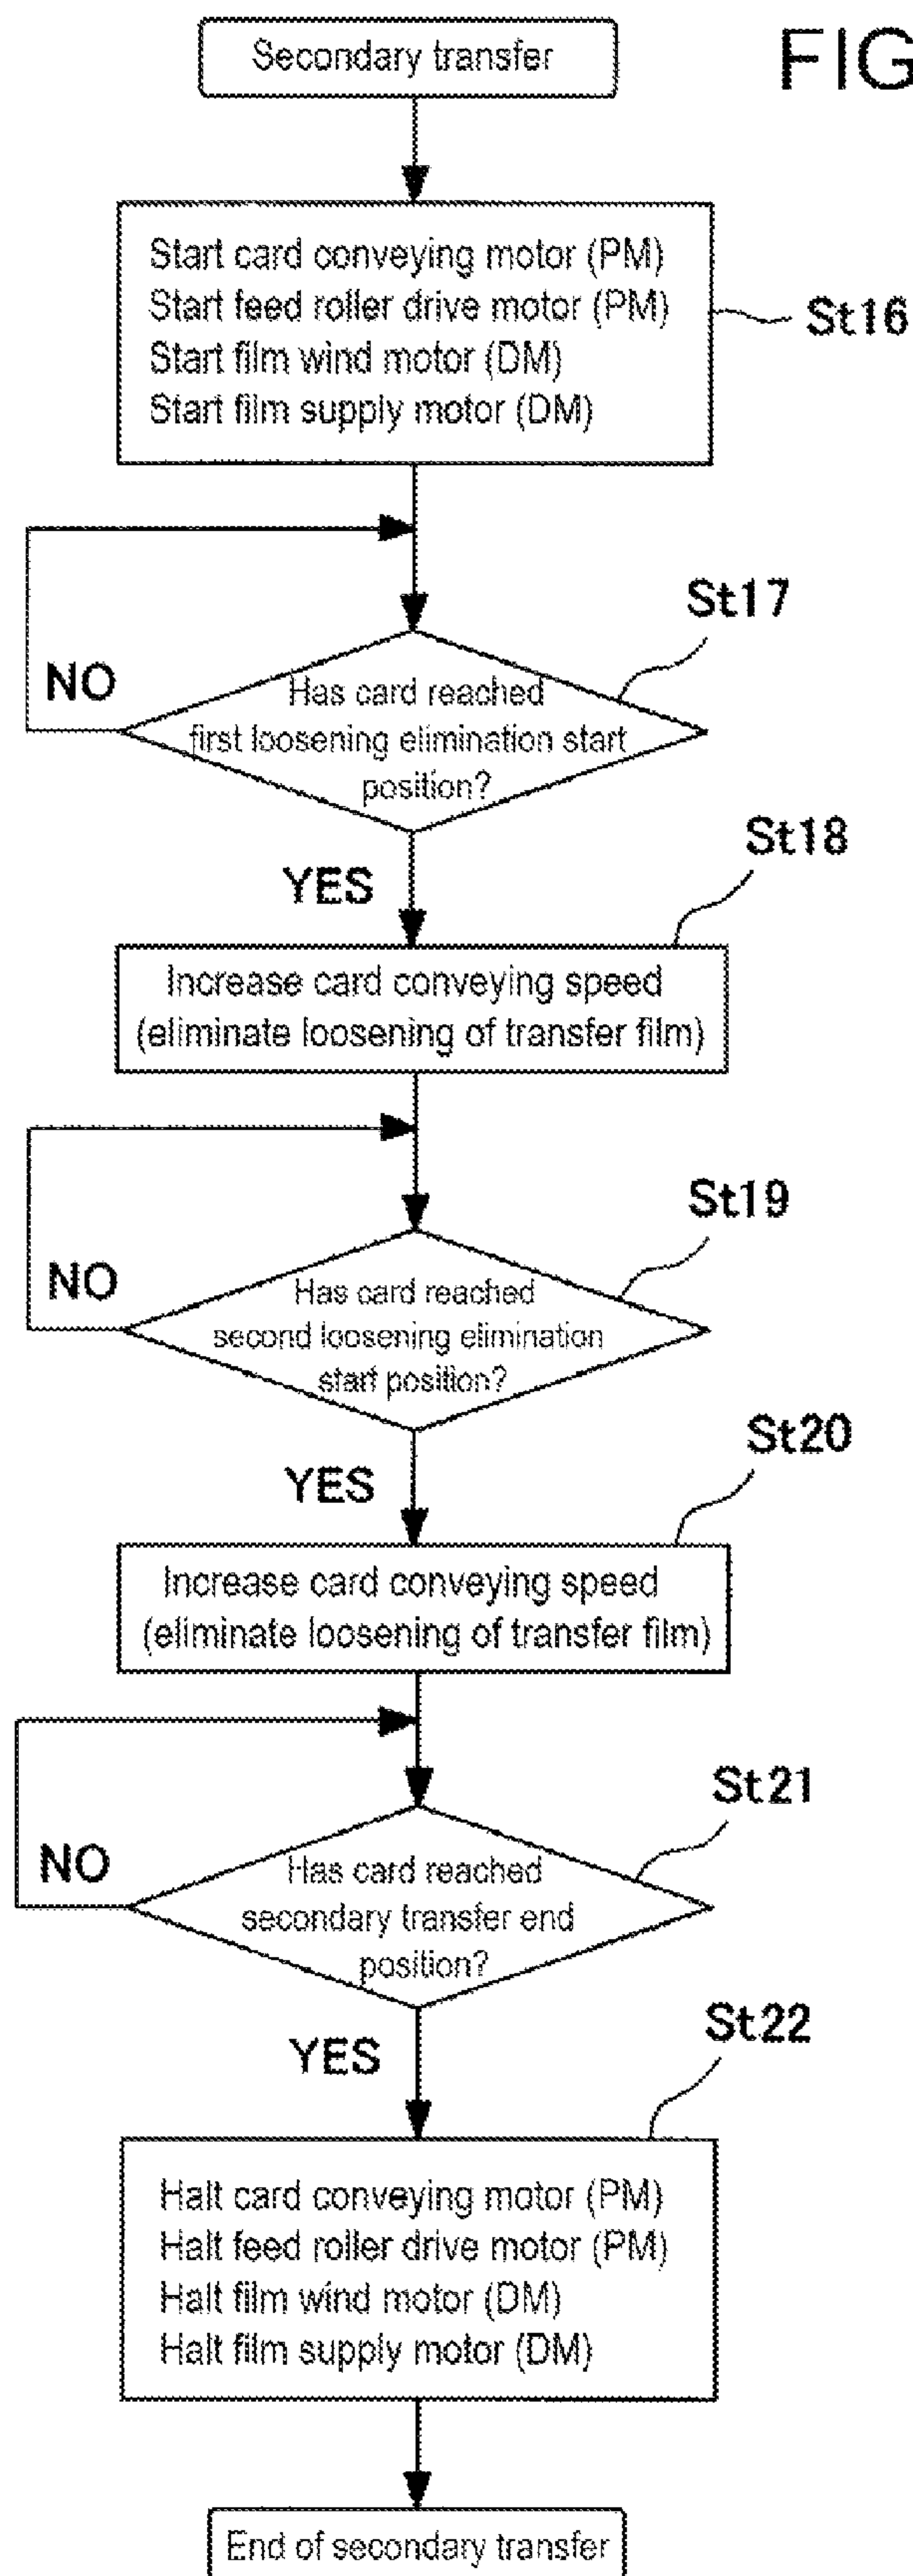 FIG
Secondary transfer
Start card conveying motor (PM)
Start feed roller drive motor (PM)
Start film wind motor (DM)
Start film supply motor (DM)
St16
St17
NO
Has card reached
first loosening elimination start
position?
St18
YES
Increase card conveying speed
(eliminate loosening of transfer film)
St19
NO
Has card reached
second loosening elimination
start position?
St20
YES
Increase card conveying speed
(eliminate loosening of transfer film)
St21
NO
Has card reached
secondary transfer end
position?
St22
YES
Halt card conveying motor (PM)
Halt feed roller drive motor (PM)
Halt film wind motor (DM)
Halt film supply motor (DM)
End of secondary transfer